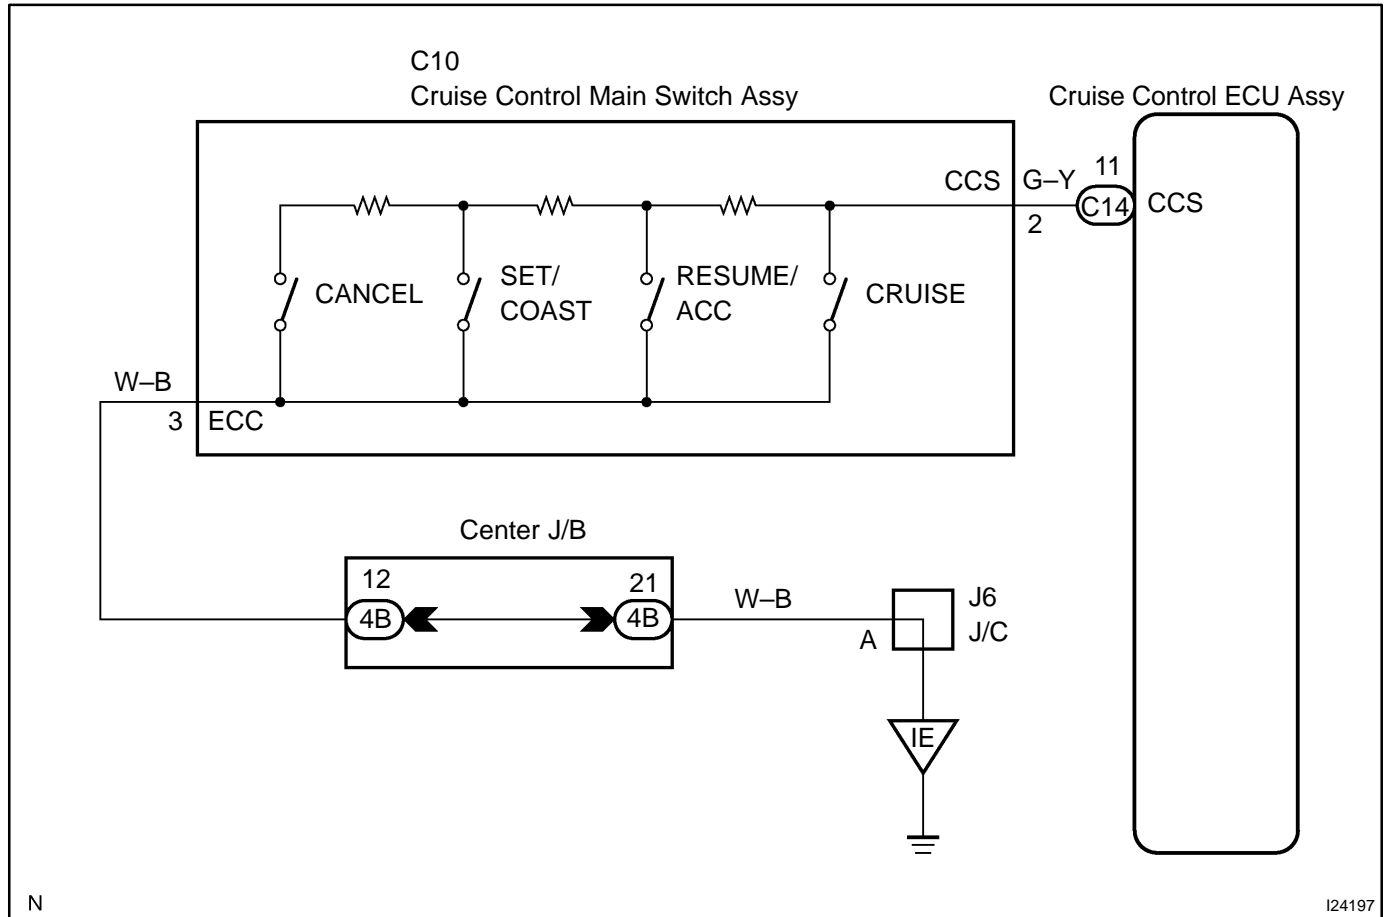 C10
Cruise Control Main Switch Assy
Cruise Control ECU Assy
CCS
G–Y
11
C14
CCS
2
CANCEL
SET/
COAST
RESUME/
ACC
CRUISE
W–B
3
ECC
Center J/B
12
4B
21
4B
W–B
A
J6
J/C
IE
N
I24197